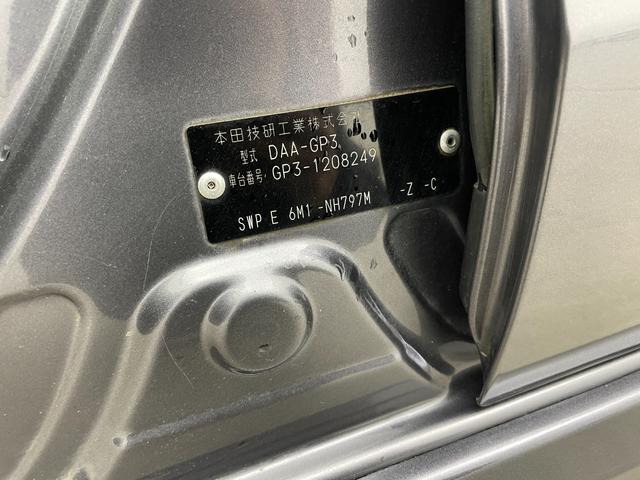 本田技研工業株式会社
型式 DAA-GP3
車台番号 GP3-1208249
SWP E 6M1 -NH797M -Z -C